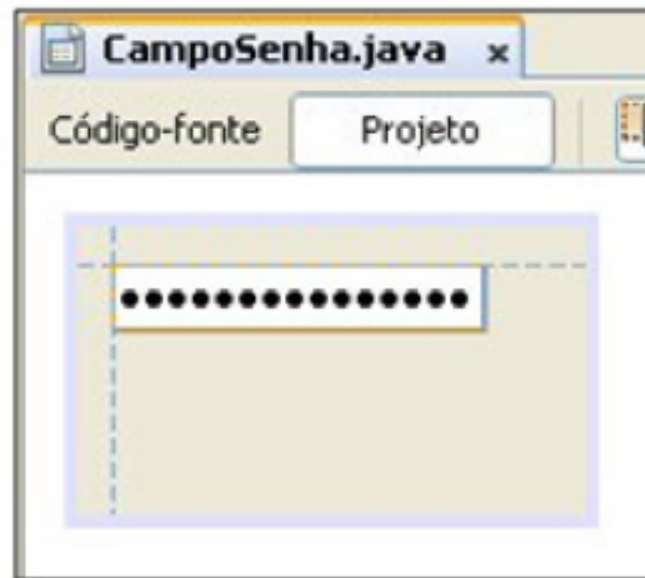 CampoSenha.java x
Código-fonte Projeto
•••••••••••••••